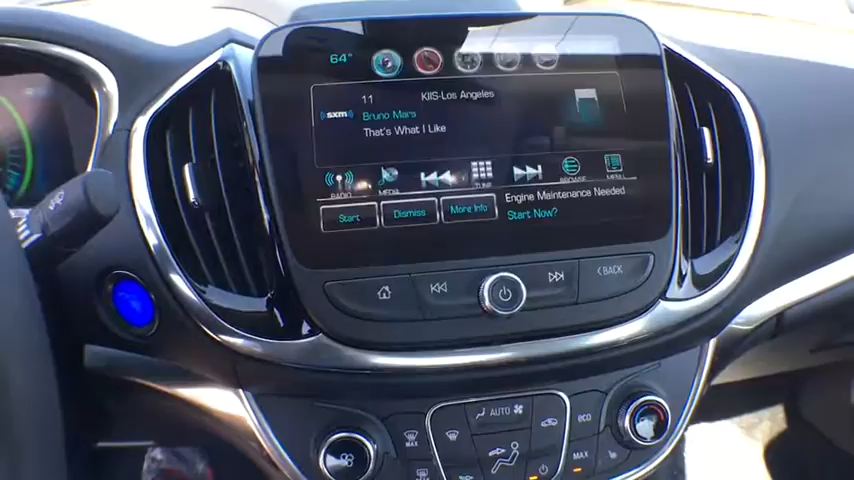 64°
11
KIIS-Los Angeles
sxm
Bruno Mars
That's What I Like
RADIO
MEDIA
TUNE
BROWSE
MENU
Engine Maintenance Needed
Start Now?
Start
Dismiss
More Info
BACK
AUTO
eco
MAX
MAX